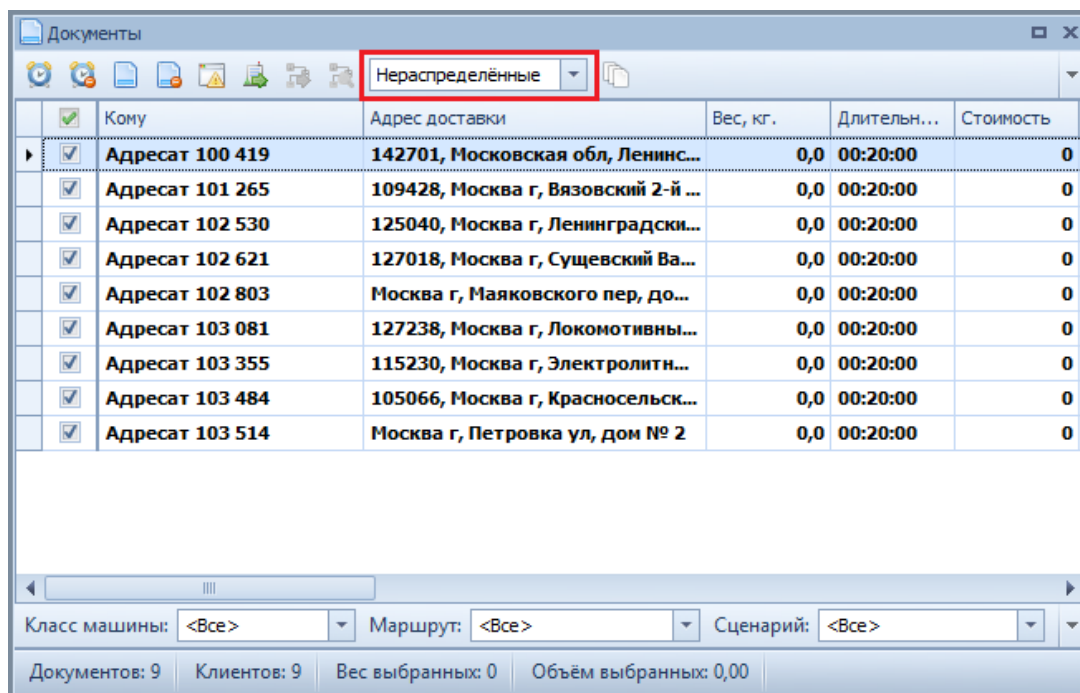 Документы
Нераспределённые
Кому Адрес доставки Вес, кг. Длительн... Стоимость
Адресат 100 419 142701, Московская обл, Ленинс... 0,0 00:20:00 0
Адресат 101 265 109428, Москва г, Вязовский 2-й ... 0,0 00:20:00 0
Адресат 102 530 125040, Москва г, Ленинградски... 0,0 00:20:00 0
Адресат 102 621 127018, Москва г, Сущевский Ва... 0,0 00:20:00 0
Адресат 102 803 Москва г, Маяковского пер, до... 0,0 00:20:00 0
Адресат 103 081 127238, Москва г, Локомотивны... 0,0 00:20:00 0
Адресат 103 355 115230, Москва г, Электролитн... 0,0 00:20:00 0
Адресат 103 484 105066, Москва г, Красносельск... 0,0 00:20:00 0
Адресат 103 514 Москва г, Петровка ул, дом № 2 0,0 00:20:00 0
Класс машины: <Все> Маршрут: <Все> Сценарий: <Все>
Документов: 9 Клиентов: 9 Вес выбранных: 0 Объём выбранных: 0,00